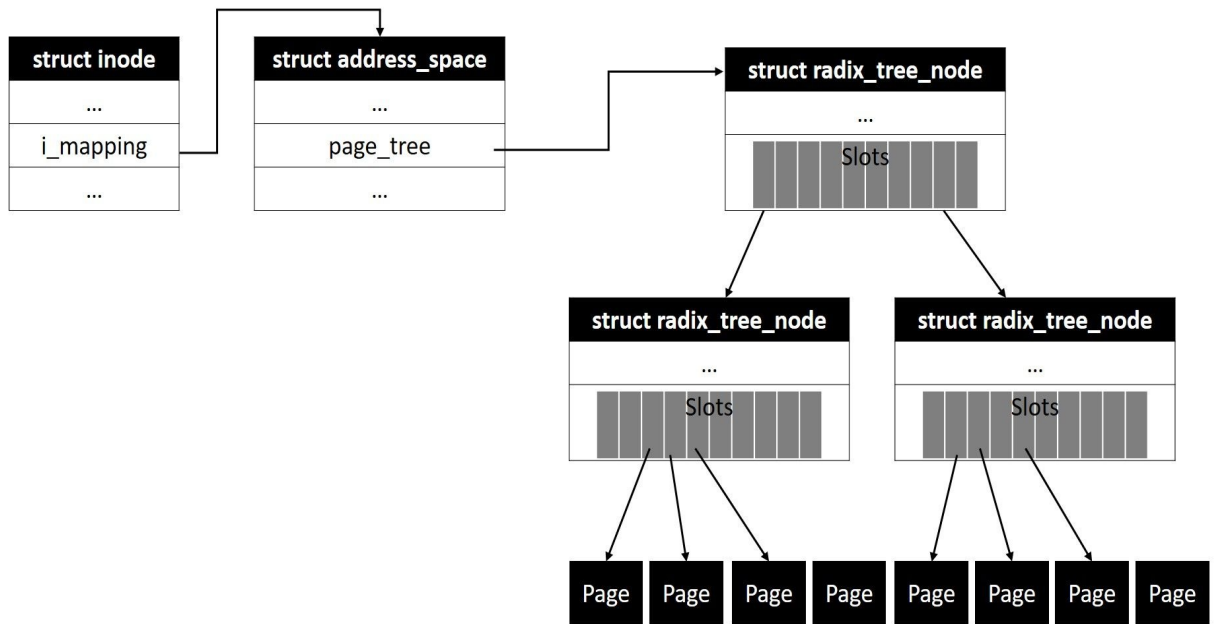 struct inode
...
i_mapping
...
struct address_space
...
page_tree
...
struct radix_tree_node
...
Slots
struct radix_tree_node
...
Slots
struct radix_tree_node
...
Slots
Page Page Page Page Page Page Page Page